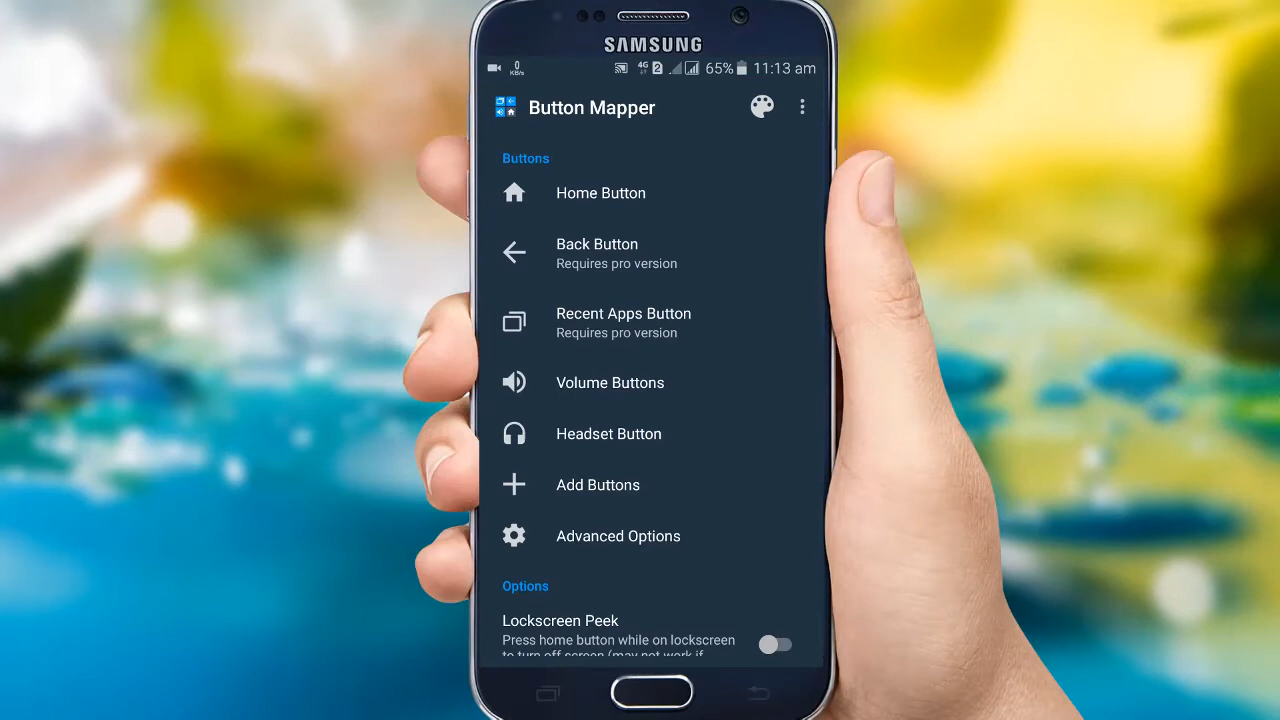 SAMSUNG
0 KB/s 4G 2 65% 11:13 am
Button Mapper
Buttons
Home Button
Back Button
Requires pro version
Recent Apps Button
Requires pro version
Volume Buttons
Headset Button
Add Buttons
Advanced Options
Options
Lockscreen Peek
Press home button while on lockscreen
to turn off screen (may not work if